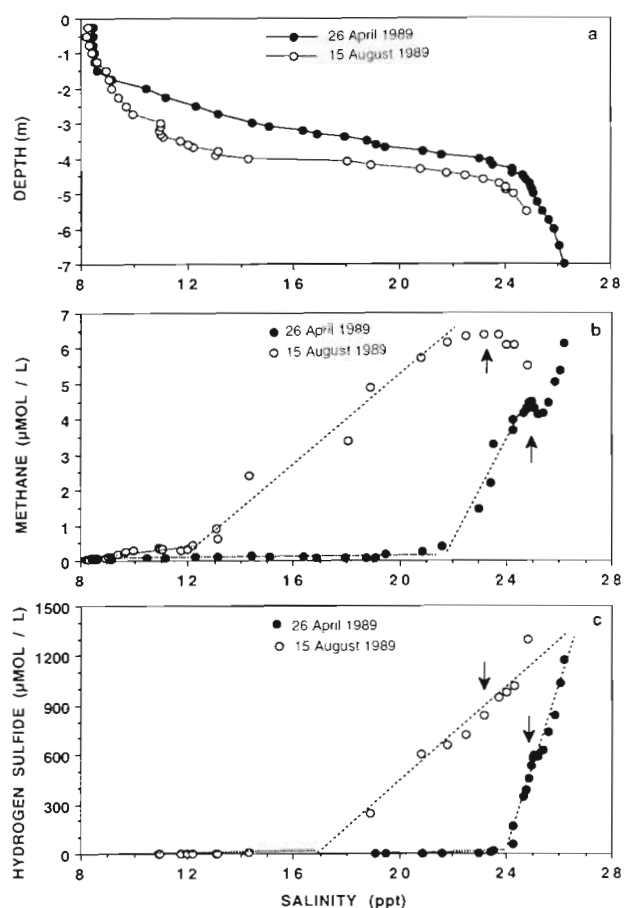 a
26 April 1989
15 August 1989
-0
-1
-2
-3
-4
-5
-6
-7
DEPTH (m)
8 12 16 20 24 28
b
26 April 1989
15 August 1989
7
6
5
4
3
2
1
0
METHANE (µMOL / L)
8 12 16 20 24 28
c
26 April 1989
15 August 1989
1500
1200
900
600
300
0
HYDROGEN SULFIDE (µMOL / L)
8 12 16 20 24 28
SALINITY (ppt)